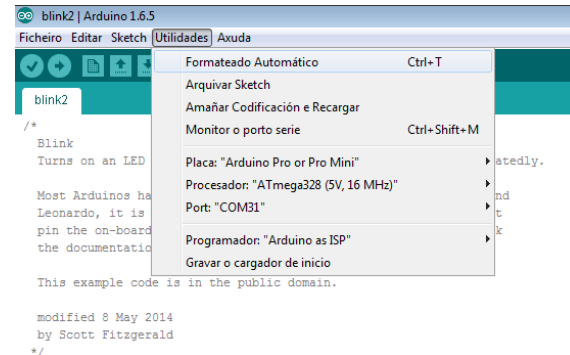 blink2 | Arduino 1.6.5
Ficheiro Editar Sketch Utilidades Axuda
Formateado Automático Ctrl+T
Arquivar Sketch
Amañar Codificación e Recargar
Monitor o porto serie Ctrl+Shift+M
Placa: "Arduino Pro or Pro Mini"
Procesador: "ATmega328 (5V, 16 MHz)"
Port: "COM31"
Programador: "Arduino as ISP"
Gravar o cargador de inicio
blink2
/*
Blink
Turns on an LED atedly.
Most Arduinos ha nd
Leonardo, it is t
pin the on-board k
the documentatio
This example code is in the public domain.
modified 8 May 2014
by Scott Fitzgerald
*/